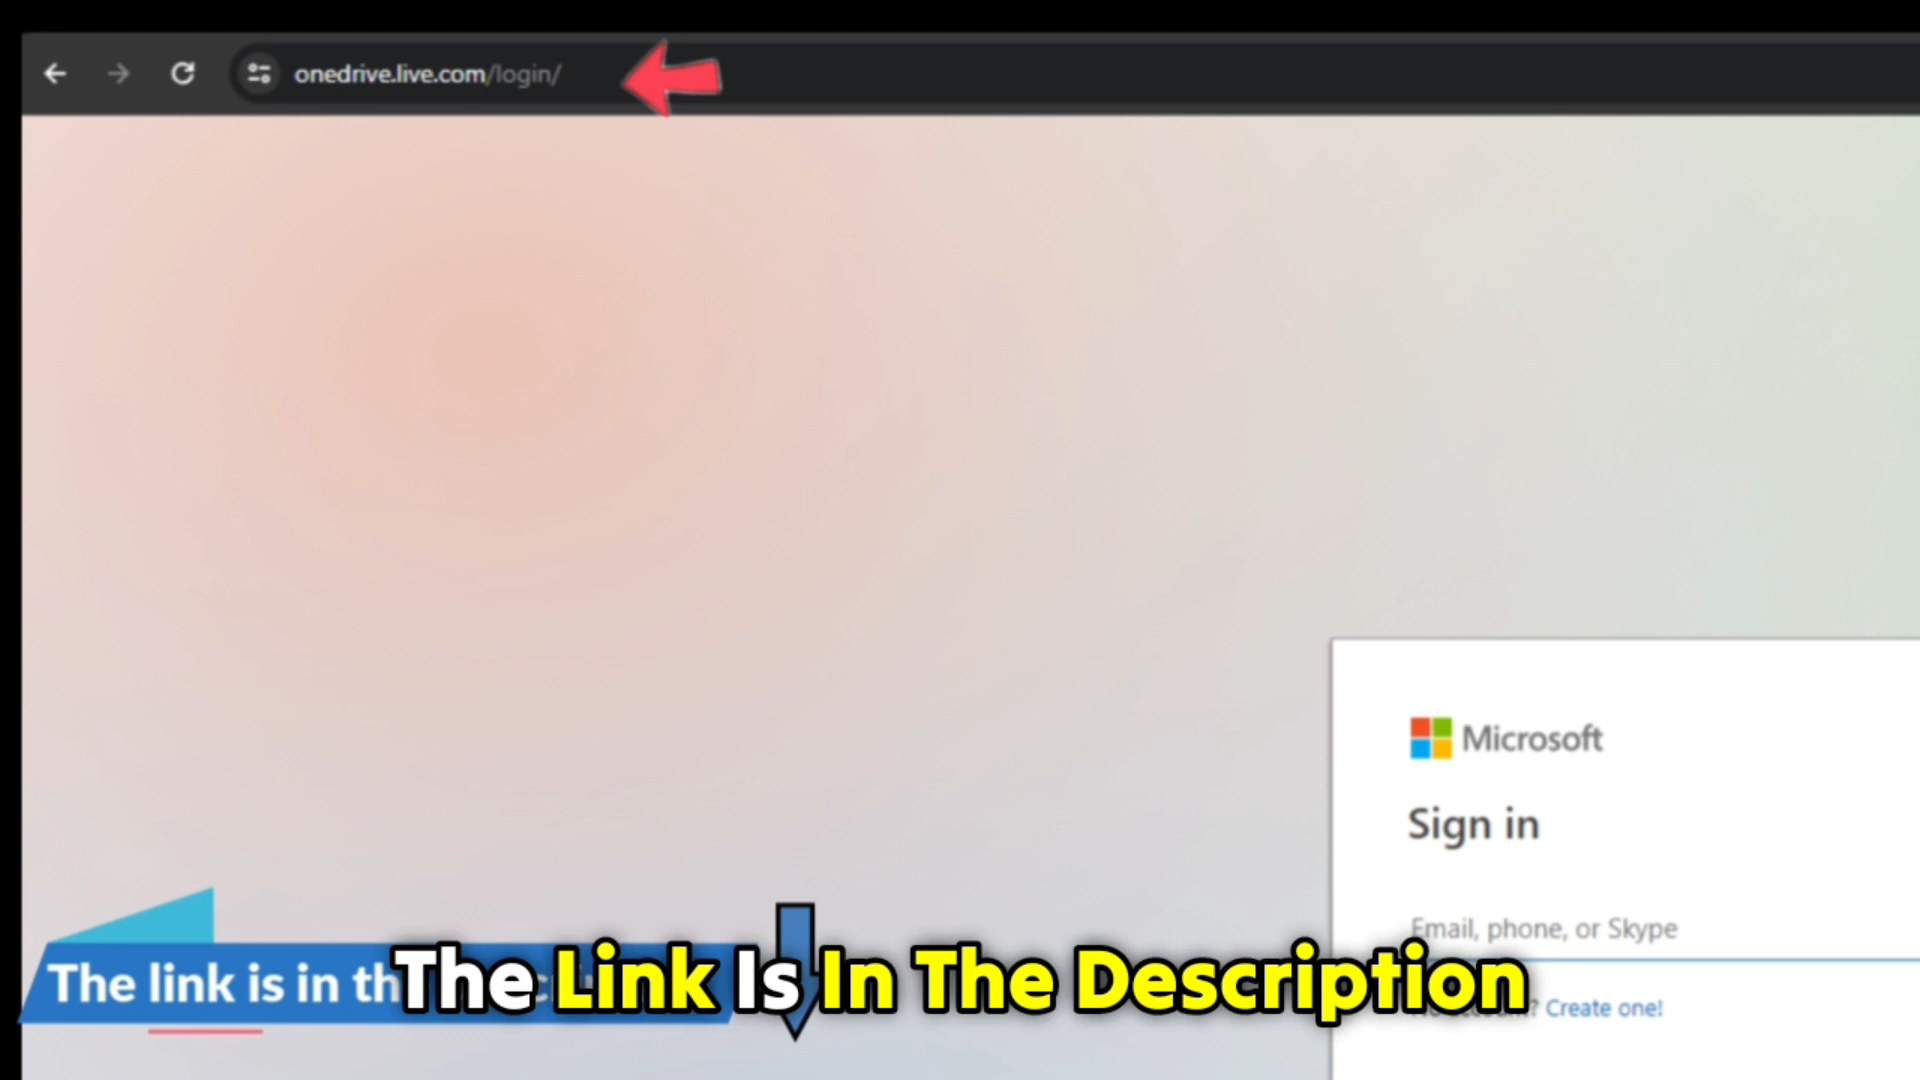 onedrive.live.com/login/
Microsoft
Sign in
Email, phone, or Skype
The link is in
The Link Is In The Description
Create one!